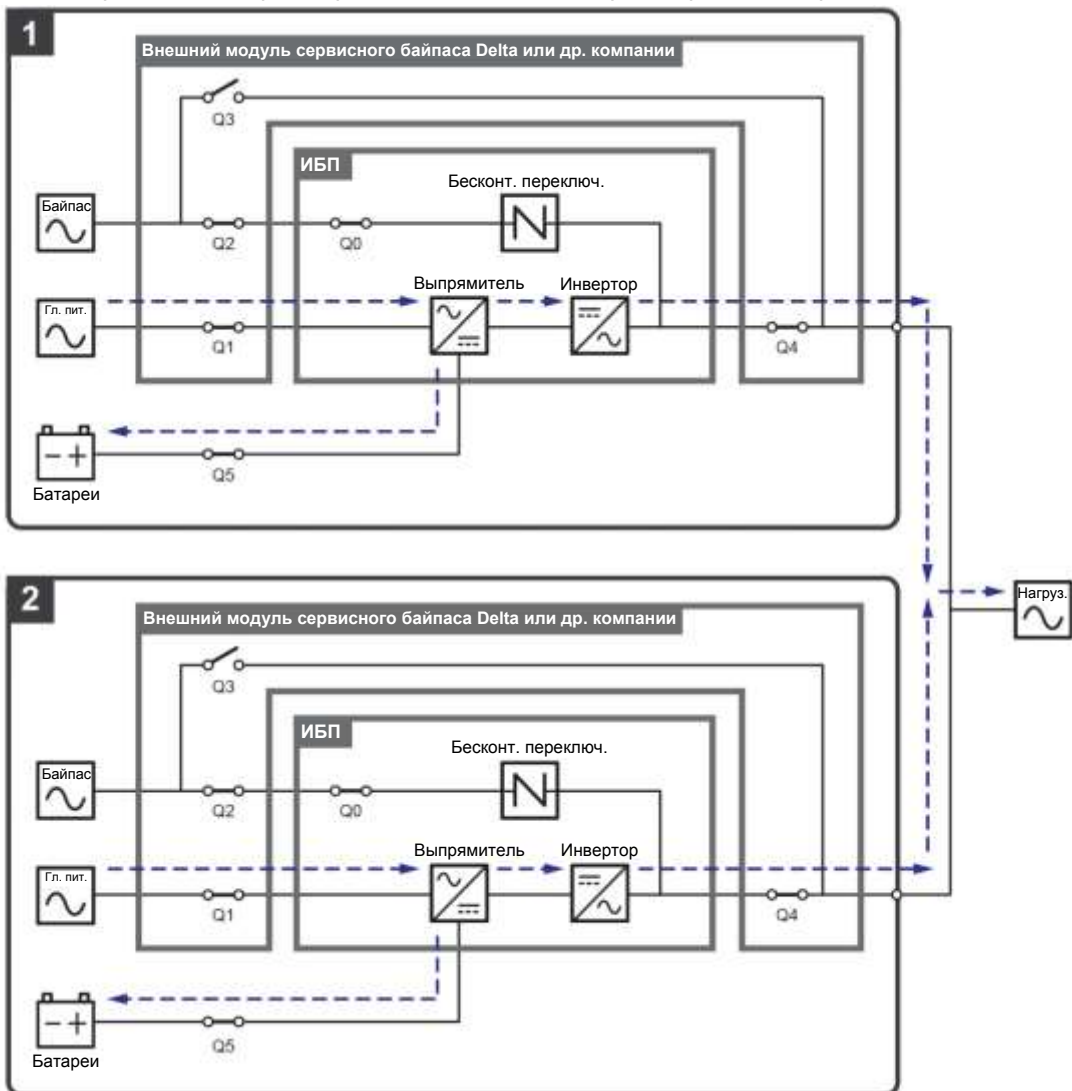 1
Внешний модуль сервисного байпаса Delta или др. компании
Q3
ИБП
Бесконт. переключ.
Байпас
Q2
Q0
Выпрямитель
Инвертор
Гл. пит.
Q1
Q4
Q5
Батареи
2
Внешний модуль сервисного байпаса Delta или др. компании
Нагруз.
Q3
ИБП
Бесконт. переключ.
Байпас
Q2
Q0
Выпрямитель
Инвертор
Гл. пит.
Q1
Q4
Q5
Батареи